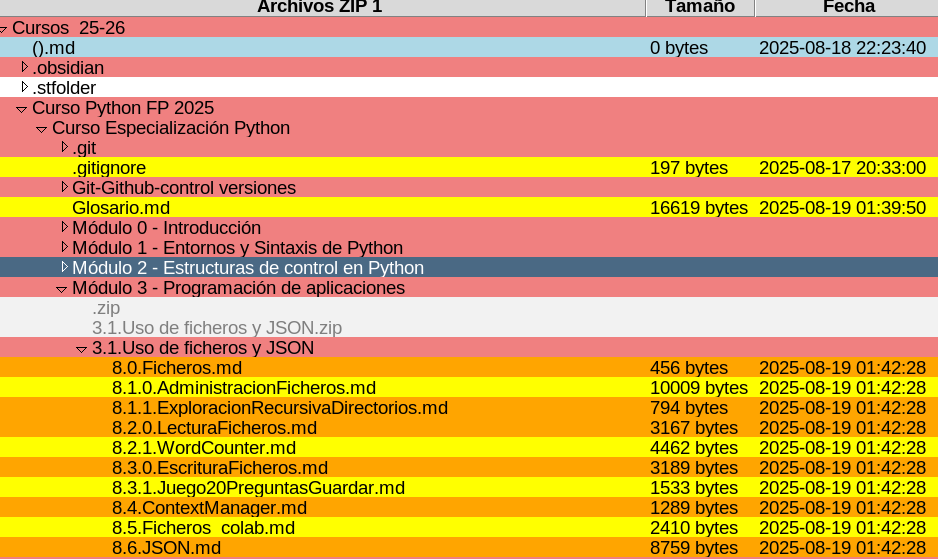 Archivos ZIP 1 Tamaño Fecha
Cursos 25-26
().md 0 bytes 2025-08-18 22:23:40
.obsidian
.stfolder
Curso Python FP 2025
Curso Especialización Python
.git
.gitignore 197 bytes 2025-08-17 20:33:00
Git-Github-control versiones
Glosario.md 16619 bytes 2025-08-19 01:39:50
Módulo 0 - Introducción
Módulo 1 - Entornos y Sintaxis de Python
Módulo 2 - Estructuras de control en Python
Módulo 3 - Programación de aplicaciones
.zip
3.1.Uso de ficheros y JSON.zip
3.1.Uso de ficheros y JSON
8.0.Ficheros.md 456 bytes 2025-08-19 01:42:28
8.1.0.AdministracionFicheros.md 10009 bytes 2025-08-19 01:42:28
8.1.1.ExploracionRecursivaDirectorios.md 794 bytes 2025-08-19 01:42:28
8.2.0.LecturaFicheros.md 3167 bytes 2025-08-19 01:42:28
8.2.1.WordCounter.md 4462 bytes 2025-08-19 01:42:28
8.3.0.EscrituraFicheros.md 3189 bytes 2025-08-19 01:42:28
8.3.1.Juego20PreguntasGuardar.md 1533 bytes 2025-08-19 01:42:28
8.4.ContextManager.md 1289 bytes 2025-08-19 01:42:28
8.5.Ficheros_colab.md 2410 bytes 2025-08-19 01:42:28
8.6.JSON.md 8759 bytes 2025-08-19 01:42:28